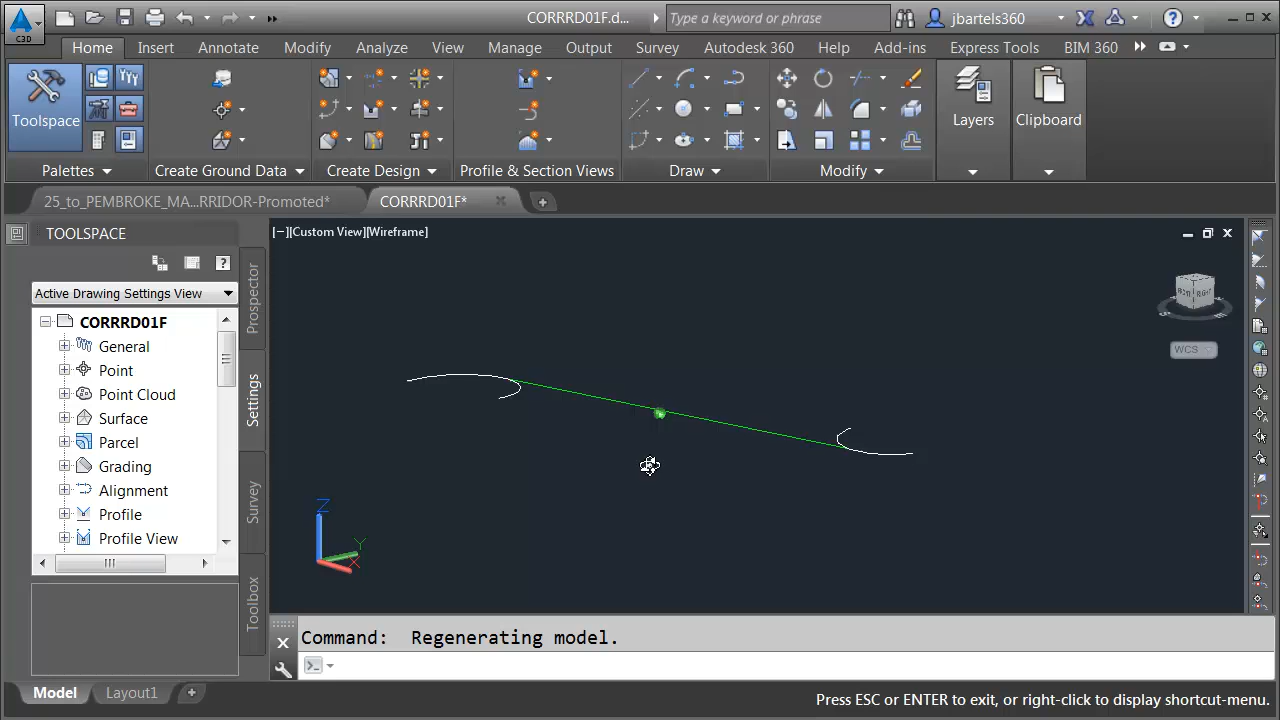 CORRRD01F.d...
Type a keyword or phrase
jbartels360
C3D
Home Insert Annotate Modify Analyze View Manage Output Survey Autodesk 360 Help Add-ins Express Tools BIM 360
Toolspace
Layers
Clipboard
Palettes
Create Ground Data
Create Design
Profile & Section Views
Draw
Modify
25_to_PEMBROKE_MA...RRIDOR-Promoted*
CORRRD01F*
TOOLSPACE
[−][Custom View][Wireframe]
Active Drawing Settings View
CORRRD01F
General
Point
Point Cloud
Surface
Parcel
Grading
Alignment
Profile
Profile View
Prospector
Settings
Survey
Toolbox
WCS
Z
Y
X
Command: Regenerating model.
Model
Layout1
Press ESC or ENTER to exit, or right-click to display shortcut-menu.